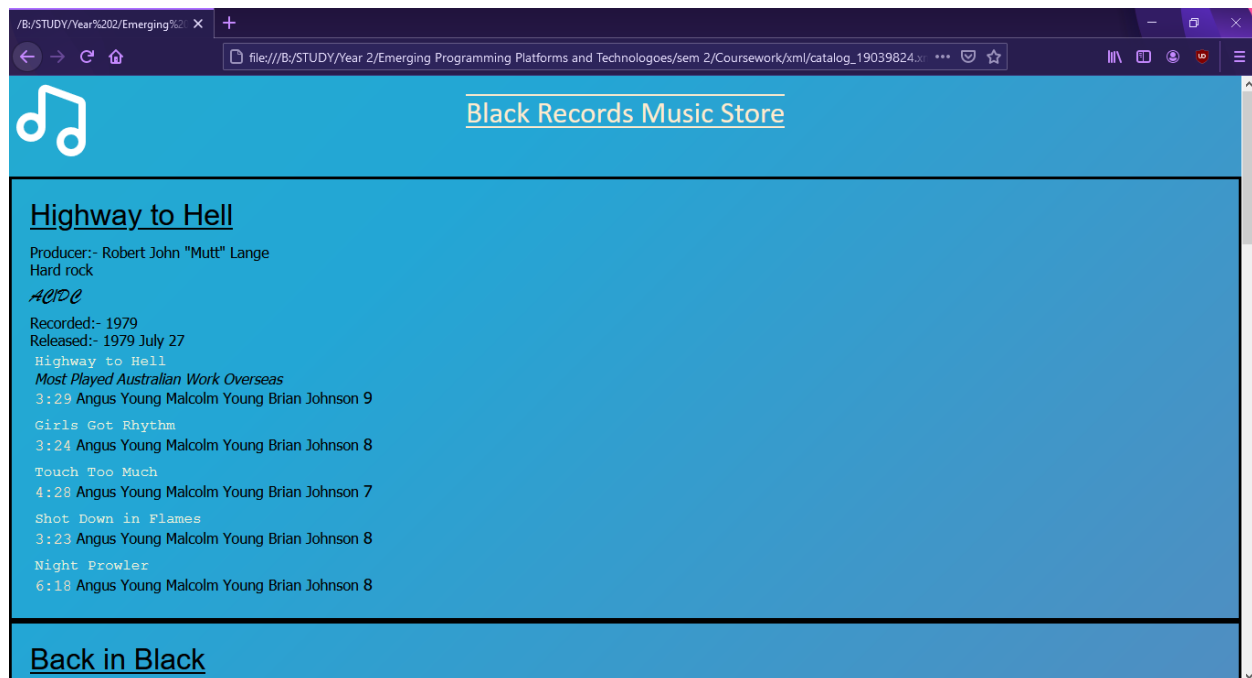 /B:/STUDY/Year%202/Emerging%20
file:///B:/STUDY/Year 2/Emerging Programming Platforms and Technologoes/sem 2/Coursework/xml/catalog_19039824.x
Black Records Music Store
Highway to Hell
Producer:- Robert John "Mutt" Lange
Hard rock
AC|DC
Recorded:- 1979
Released:- 1979 July 27
Highway to Hell
Most Played Australian Work Overseas
3:29 Angus Young Malcolm Young Brian Johnson 9
Girls Got Rhythm
3:24 Angus Young Malcolm Young Brian Johnson 8
Touch Too Much
4:28 Angus Young Malcolm Young Brian Johnson 7
Shot Down in Flames
3:23 Angus Young Malcolm Young Brian Johnson 8
Night Prowler
6:18 Angus Young Malcolm Young Brian Johnson 8
Back in Black